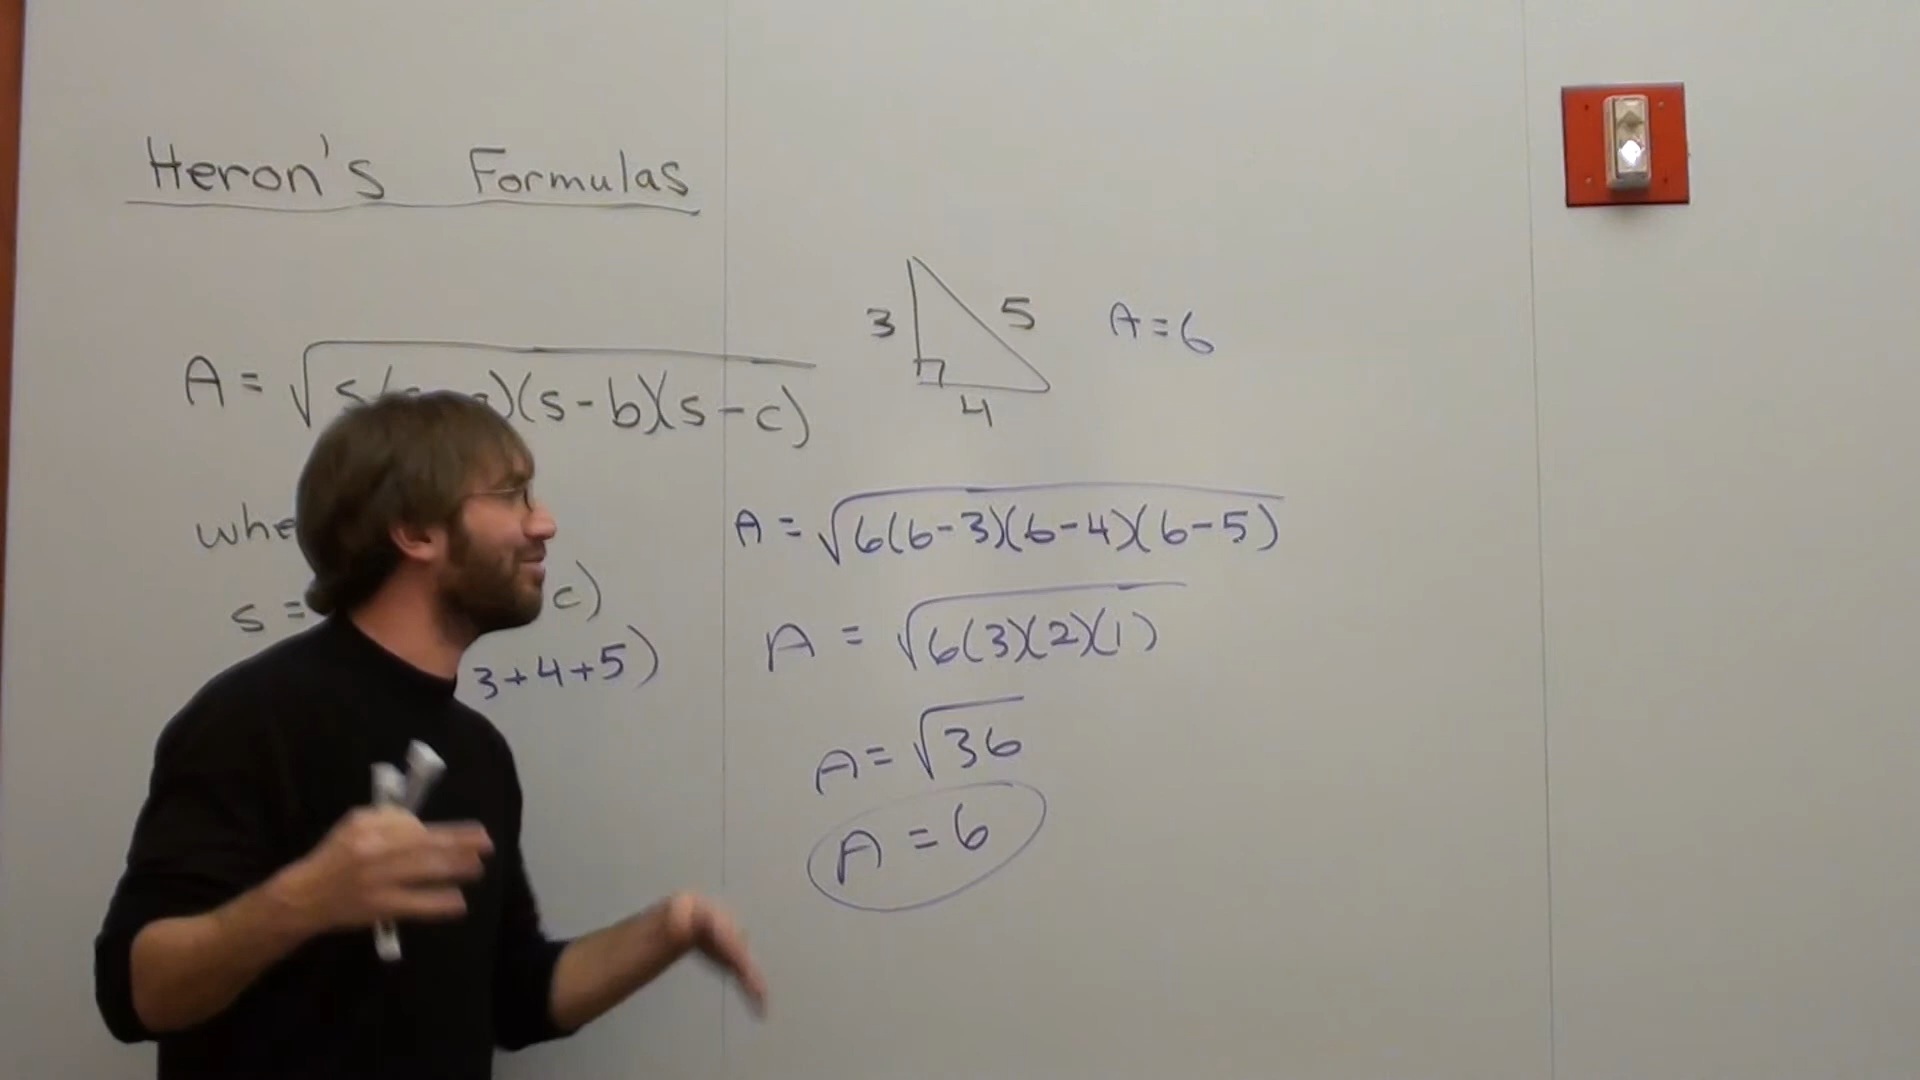 Heron's Formulas
A = √s(s-a)(s-b)(s-c)
s = c)
3+4+5)
3
5
4
A=6
A = √6(6-3)(6-4)(6-5)
A = √6(3)(2)(1)
A = √36
A = 6